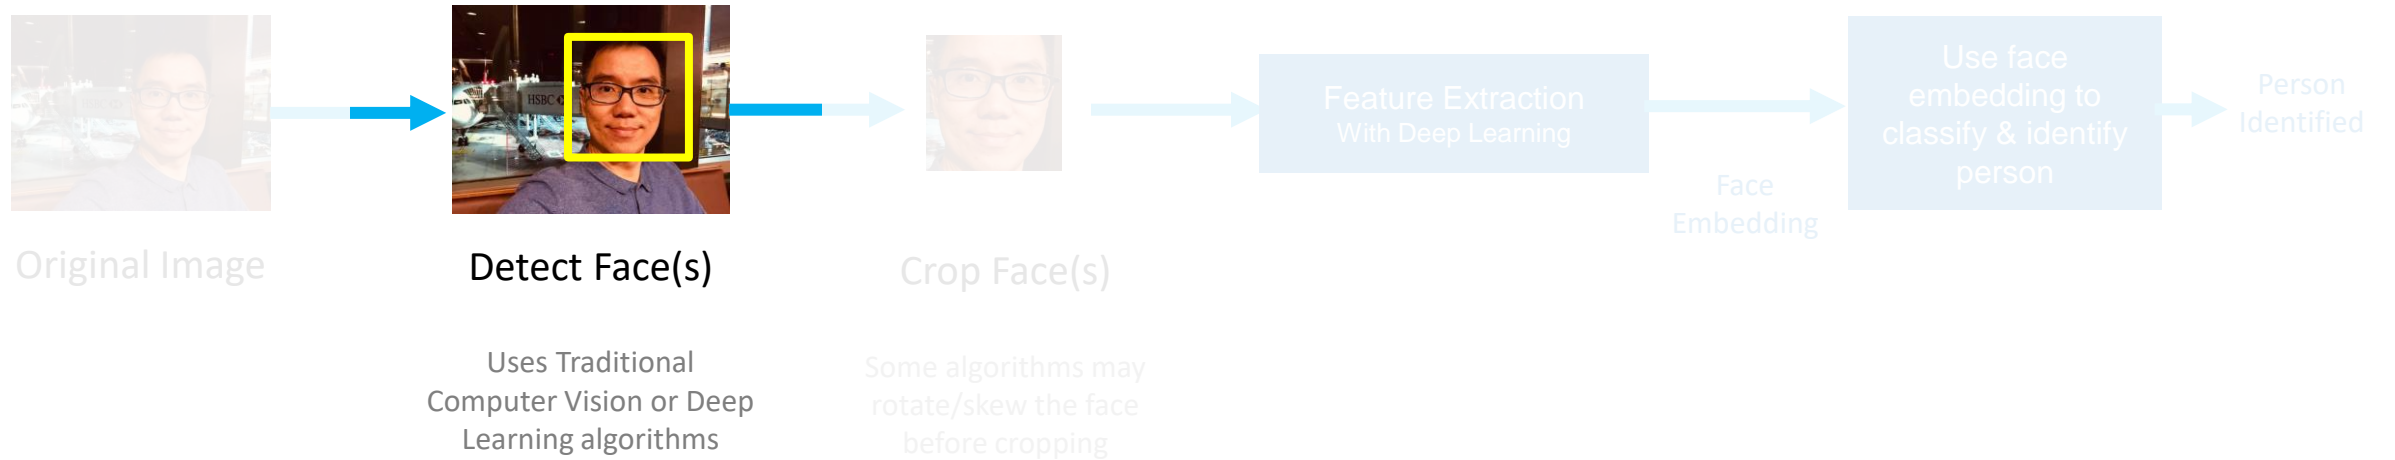 HSBC
Original Image
Detect Face(s)
Uses Traditional
Computer Vision or Deep
Learning algorithms
Crop Face(s)
Some algorithms may
rotate/skew the face
before cropping
Feature Extraction
With Deep Learning
Face
Embedding
Use face
embedding to
classify & identify
person
Person
Identified